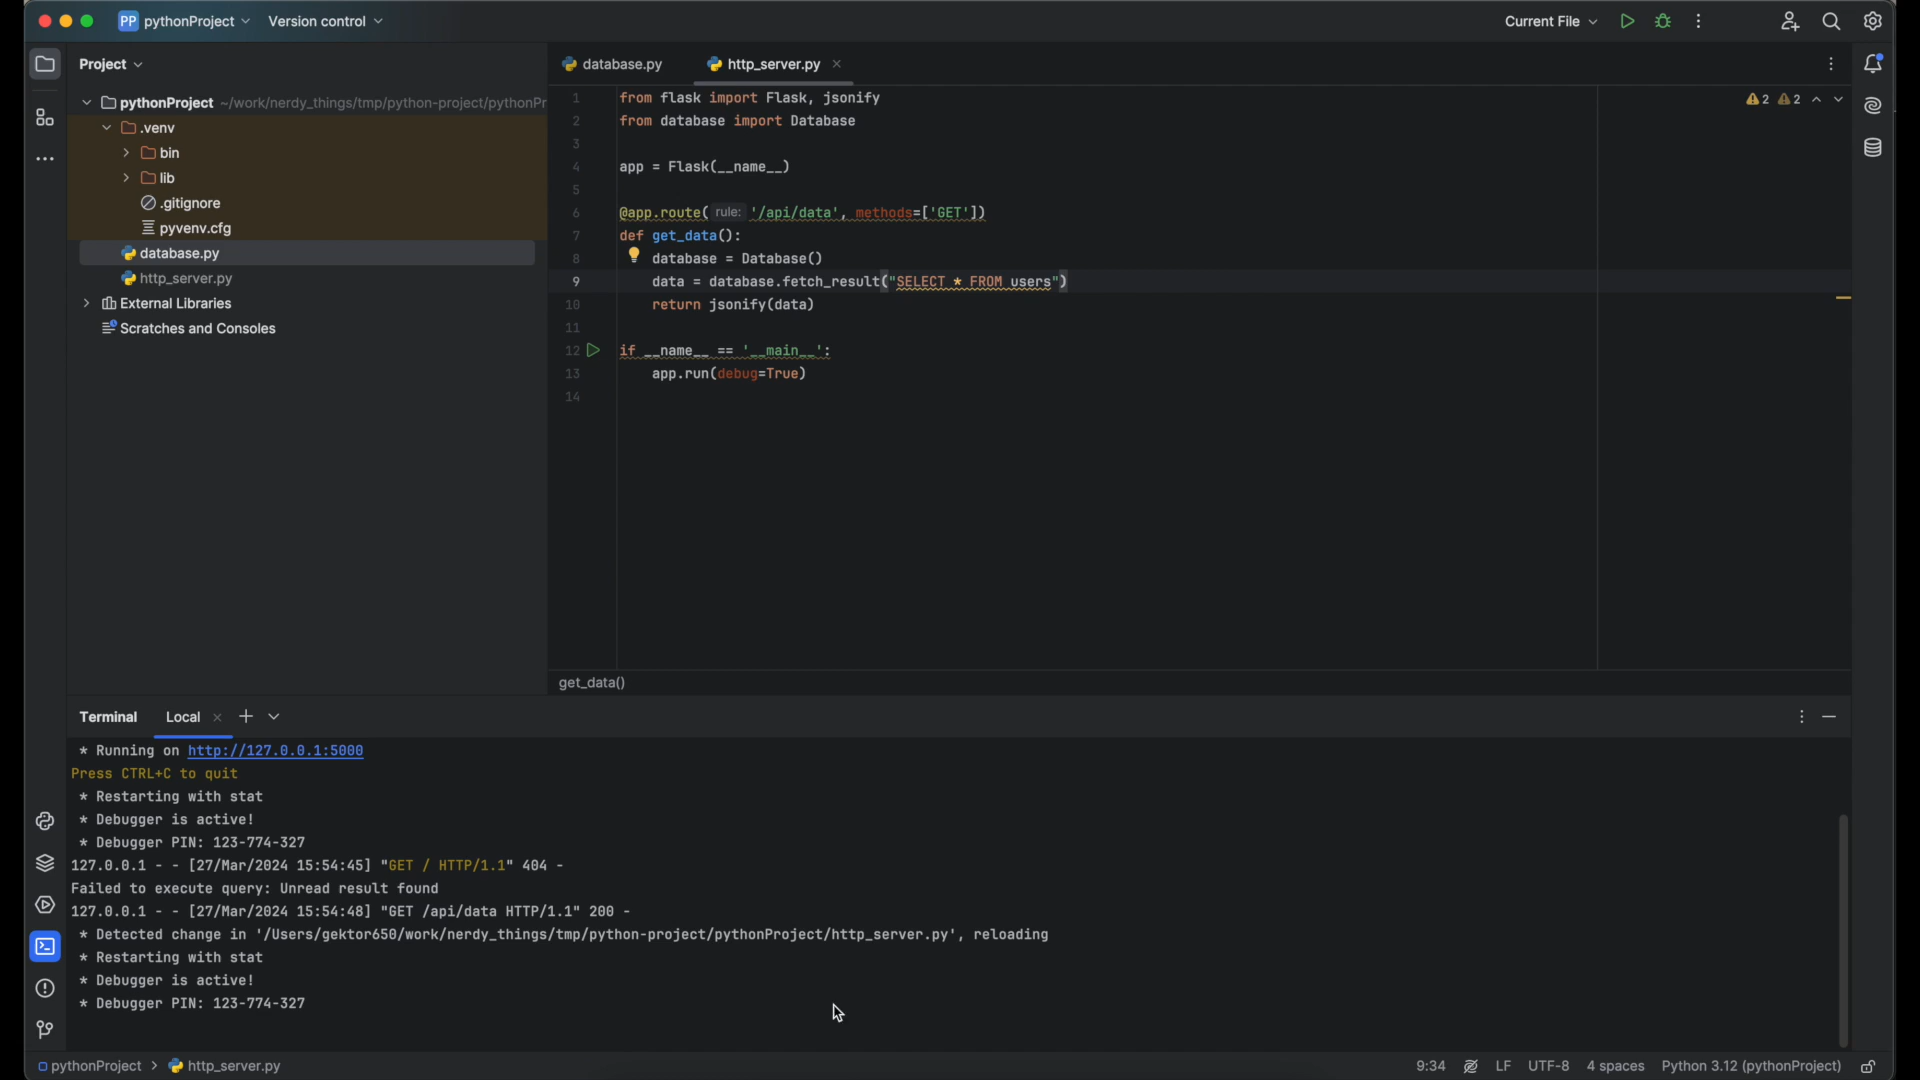 PP pythonProject Version control Current File
Project
pythonProject ~/work/nerdy_things/tmp/python-project/pythonPr
.venv
bin
lib
.gitignore
pyvenv.cfg
database.py
http_server.py
External Libraries
Scratches and Consoles
database.py http_server.py
2 2
1 from flask import Flask, jsonify
2 from database import Database
3
4 app = Flask(__name__)
5
6 @app.route( rule: '/api/data', methods=['GET'])
7 def get_data():
8 database = Database()
9 data = database.fetch_result("SELECT * FROM users")
10 return jsonify(data)
11
12 if __name__ == '__main__':
13 app.run(debug=True)
14
get_data()
Terminal Local
* Running on http://127.0.0.1:5000
Press CTRL+C to quit
* Restarting with stat
* Debugger is active!
* Debugger PIN: 123-774-327
127.0.0.1 - - [27/Mar/2024 15:54:45] "GET / HTTP/1.1" 404 -
Failed to execute query: Unread result found
127.0.0.1 - - [27/Mar/2024 15:54:48] "GET /api/data HTTP/1.1" 200 -
* Detected change in '/Users/gektor650/work/nerdy_things/tmp/python-project/pythonProject/http_server.py', reloading
* Restarting with stat
* Debugger is active!
* Debugger PIN: 123-774-327
pythonProject http_server.py 9:34 LF UTF-8 4 spaces Python 3.12 (pythonProject)